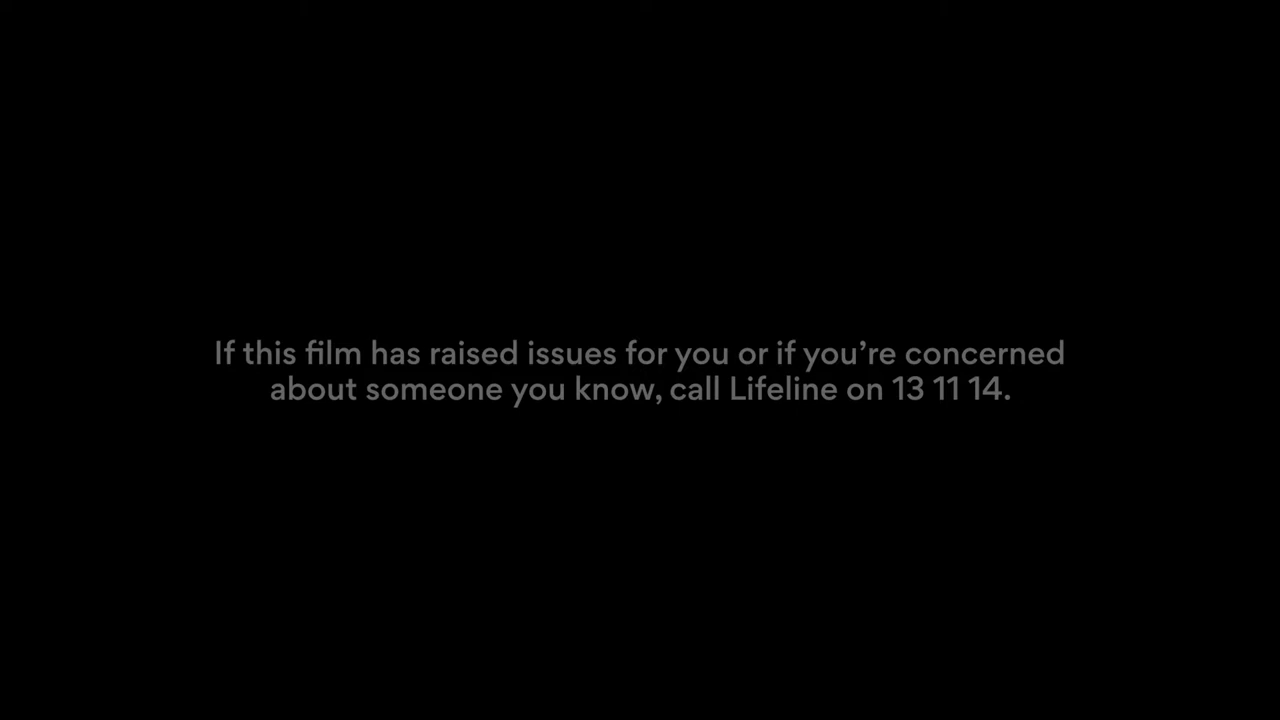 If this film has raised issues for you or if you’re concerned
about someone you know, call Lifeline on 13 11 14.